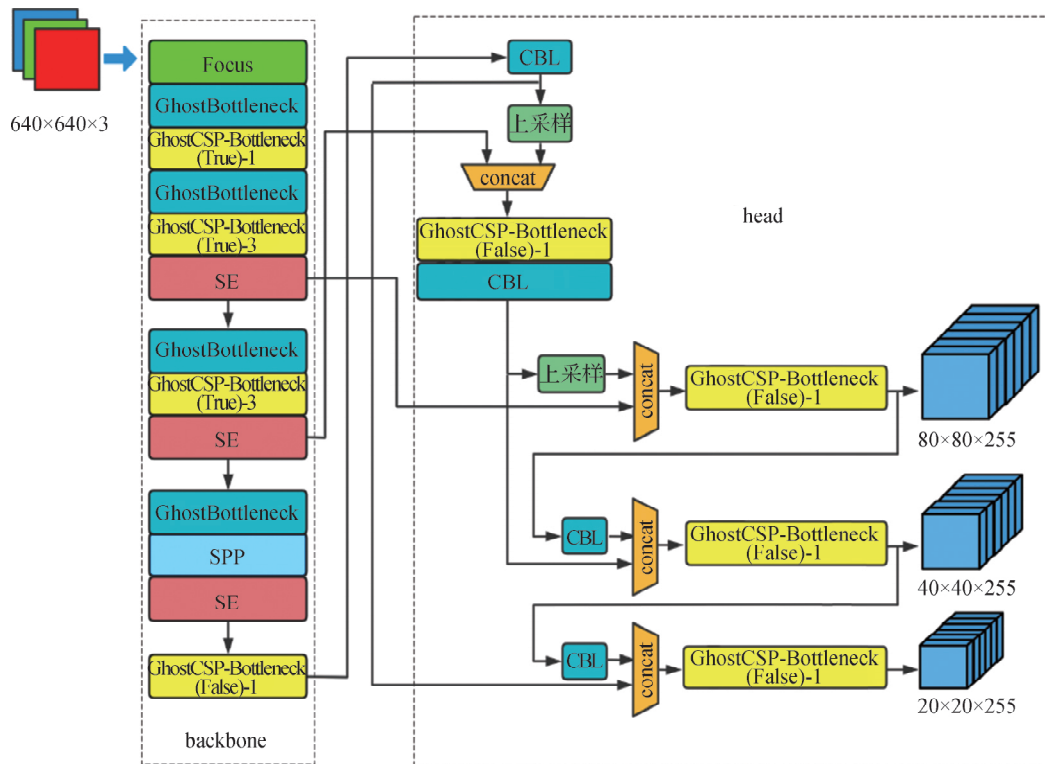 640×640×3
Focus
GhostBottleneck
GhostCSP-Bottleneck
(True)-1
GhostBottleneck
GhostCSP-Bottleneck
(True)-3
SE
GhostBottleneck
GhostCSP-Bottleneck
(True)-3
SE
GhostBottleneck
SPP
SE
GhostCSP-Bottleneck
(False)-1
backbone
CBL
上采样
concat
GhostCSP-Bottleneck
(False)-1
CBL
head
上采样
concat
GhostCSP-Bottleneck
(False)-1
80×80×255
CBL
concat
GhostCSP-Bottleneck
(False)-1
40×40×255
CBL
concat
GhostCSP-Bottleneck
(False)-1
20×20×255